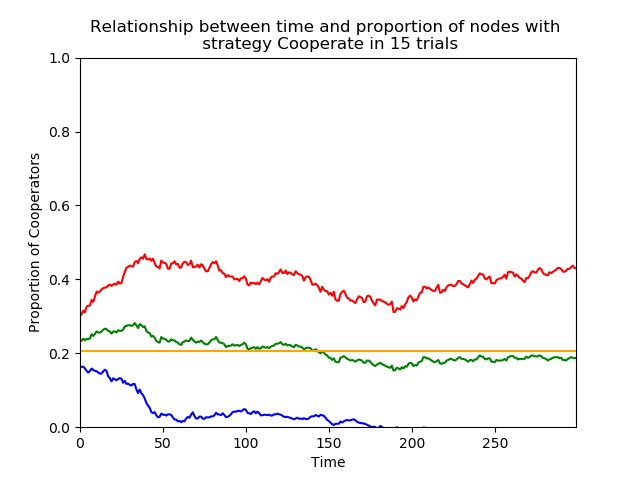 Relationship between time and proportion of nodes with
strategy Cooperate in 15 trials
1.0
0.8
0.6
0.4
0.2
0.0
Proportion of Cooperators
0 50 100 150 200 250
Time